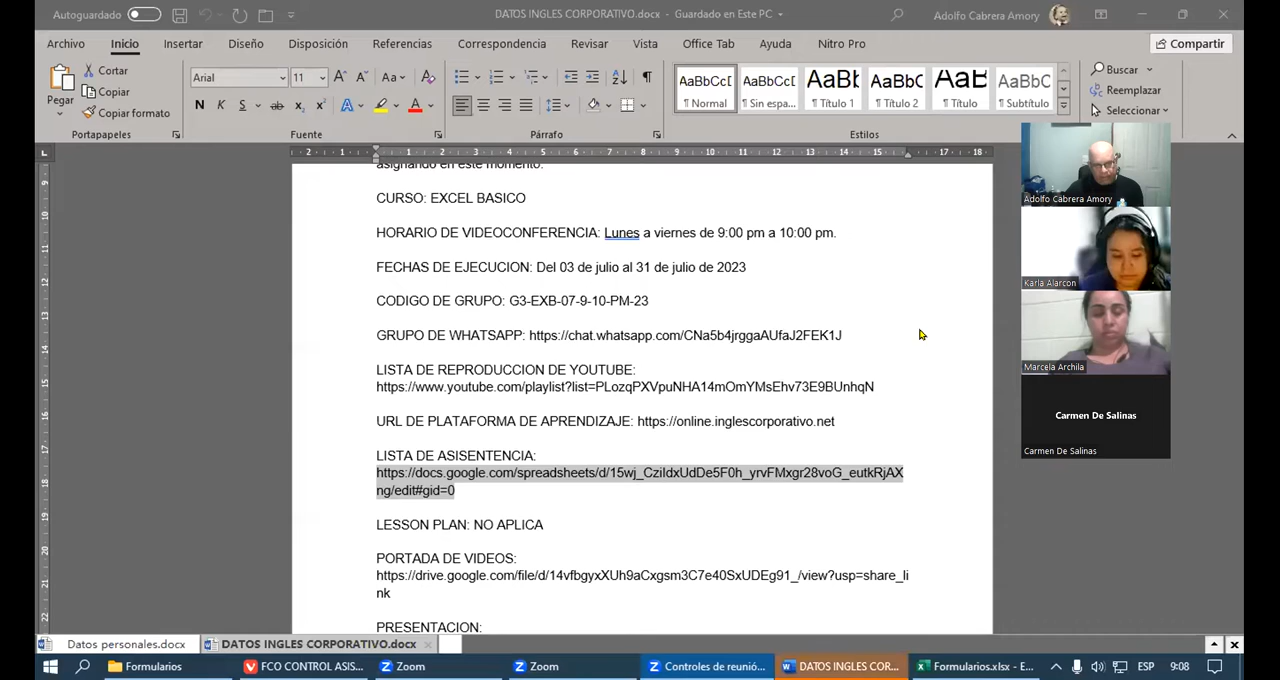 Autoguardado
DATOS INGLES CORPORATIVO.docx - Guardado en Este PC
Adolfo Cabrera Amory
Archivo Inicio Insertar Diseño Disposición Referencias Correspondencia Revisar Vista Office Tab Ayuda Nitro Pro Compartir
Pegar
Cortar
Copiar
Copiar formato
Portapapeles
Arial 11
Fuente
Párrafo
AaBbCcD AaBbCcD AaBb AaBbC AaB AaBbC
¶ Normal ¶ Sin espa... ¶ Título 1 ¶ Título 2 ¶ Título ¶ Subtítulo
Estilos
Buscar
Reemplazar
Seleccionar
asignando en este momento.
CURSO: EXCEL BASICO
HORARIO DE VIDEOCONFERENCIA: Lunes a viernes de 9:00 pm a 10:00 pm.
FECHAS DE EJECUCION: Del 03 de julio al 31 de julio de 2023
CODIGO DE GRUPO: G3-EXB-07-9-10-PM-23
GRUPO DE WHATSAPP: https://chat.whatsapp.com/CNa5b4jrggaAUfaJ2FEK1J
LISTA DE REPRODUCCION DE YOUTUBE:
https://www.youtube.com/playlist?list=PLozqPXVpuNHA14mOmYMsEhv73E9BUnhqN
URL DE PLATAFORMA DE APRENDIZAJE: https://online.inglescorporativo.net
LISTA DE ASISENTENCIA:
https://docs.google.com/spreadsheets/d/15wj_CziIdxUdDe5F0h_yrvFMxgr28voG_eutkRjAX
ng/edit#gid=0
LESSON PLAN: NO APLICA
PORTADA DE VIDEOS:
https://drive.google.com/file/d/14vfbgyxXUh9aCxgsm3C7e40SxUDEg91_/view?usp=share_li
nk
PRESENTACION:
Adolfo Cabrera Amory
Karla Alarcon
Marcela Archila
Carmen De Salinas
Carmen De Salinas
Datos personales.docx
DATOS INGLES CORPORATIVO.docx
Formularios
FCO CONTROL ASIS...
Zoom
Zoom
Controles de reunió...
DATOS INGLES COR...
Formularios.xlsx - E...
ESP
9:08